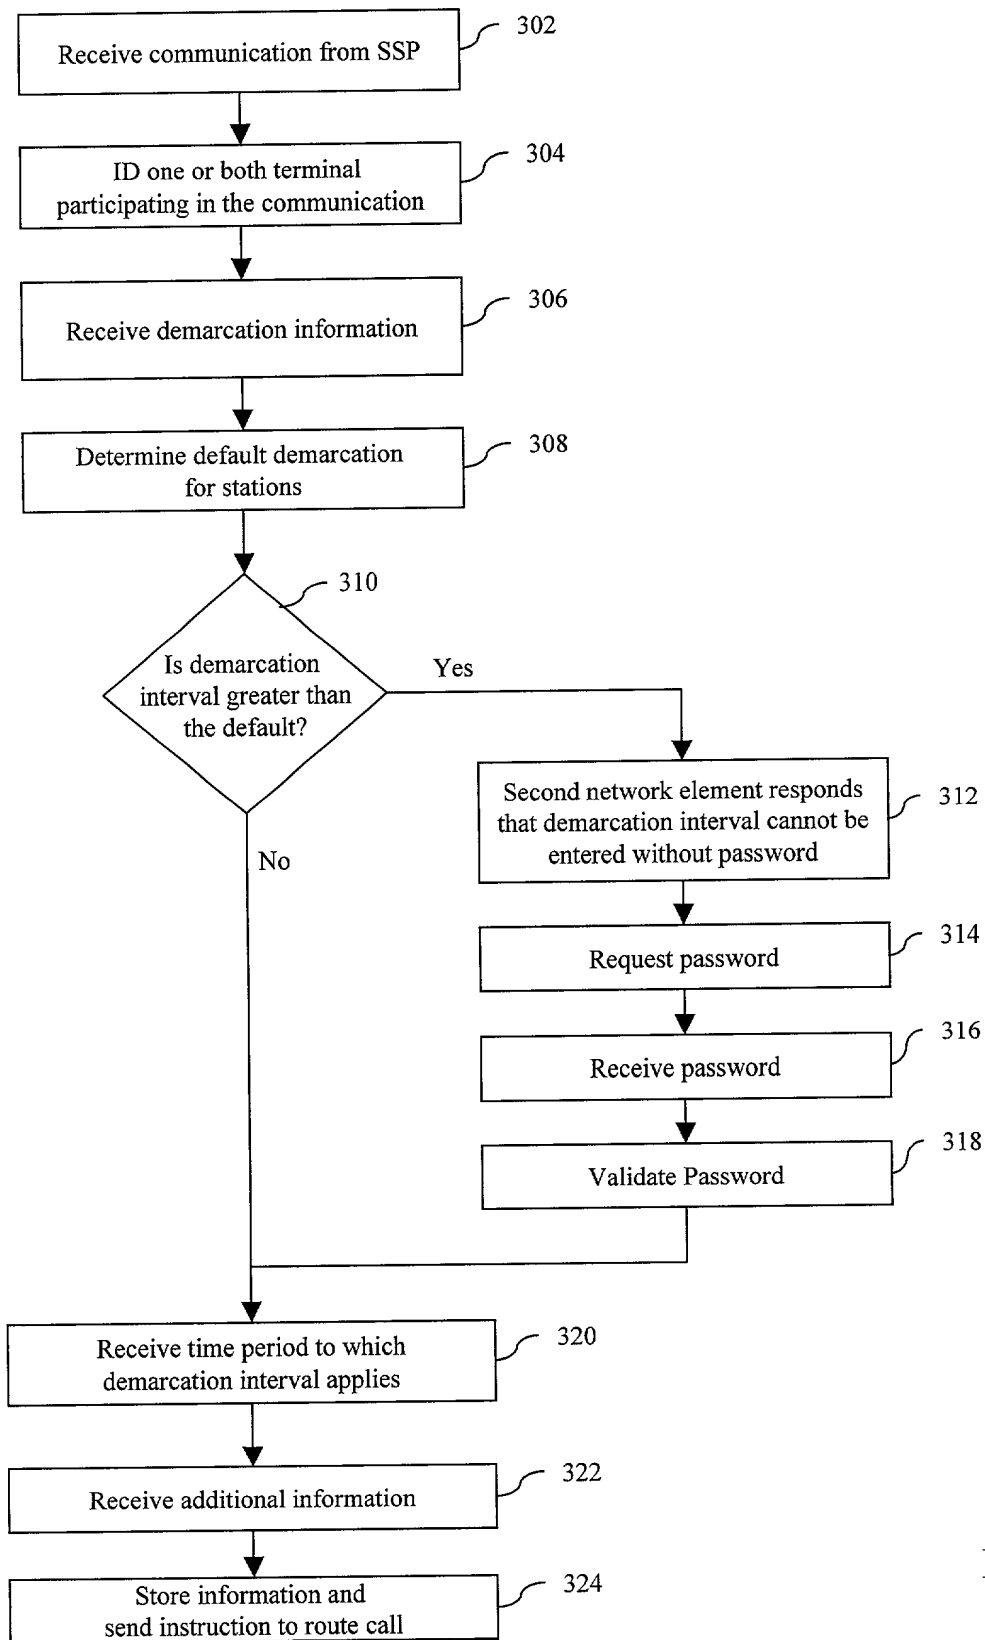 Receive communication from SSP
302
ID one or both terminal
participating in the communication
304
Receive demarcation information
306
Determine default demarcation
for stations
308
310
Is demarcation
interval greater than
the default?
Yes
No
Second network element responds
that demarcation interval cannot be
entered without password
312
Request password
314
Receive password
316
Validate Password
318
Receive time period to which
demarcation interval applies
320
Receive additional information
322
Store information and
send instruction to route call
324